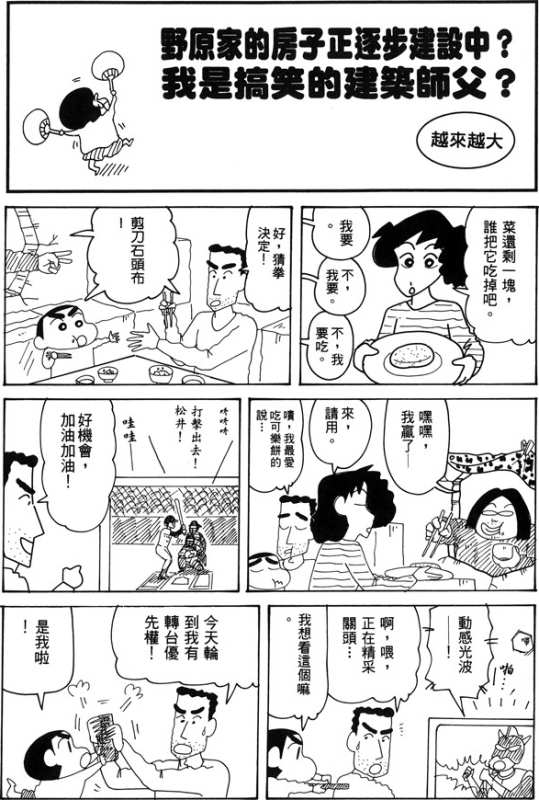 野原家的房子正逐步建設中？
我是搞笑的建築師父？
越來越大
菜還剩一塊，
誰把它吃掉吧。
我要
。
不，
我要。
不，我
要吃。
好，猜拳
決定！
剪刀石頭布
！
嘿嘿，
我贏了
來，
請用。
嘖，我最愛
吃可樂餅的
說…
咚咚咚
打擊出去！
松井！
哇哇
好機會，
加油加油！
動感光波
—！
啪
啊，喂，
正在精采
關頭…
我想看這個嘛
。
今天輪
到我有
轉台優
先權！
是我啦
！